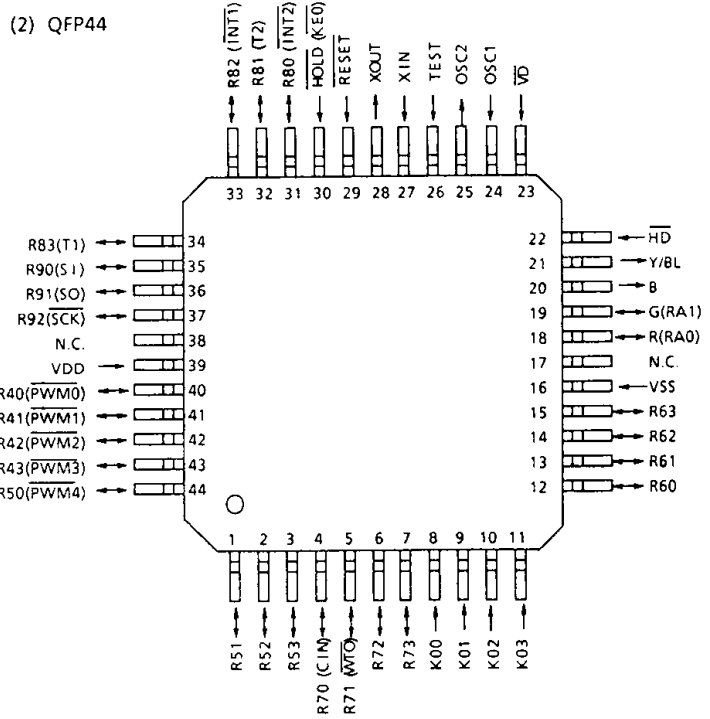 (2) QFP44
R82 (INT1)
R81 (T2)
R80 (INT2)
HOLD (KE0)
RESET
XOUT
XIN
TEST
OSC2
OSC1
VD
33 32 31 30 29 28 27 26 25 24 23
R83(T1) 34
R90(SI) 35
R91(SO) 36
R92(SCK) 37
N.C. 38
VDD 39
R40(PWM0) 40
R41(PWM1) 41
R42(PWM2) 42
R43(PWM3) 43
R50(PWM4) 44
22 HD
21 Y/BL
20 B
19 G(RA1)
18 R(RA0)
17 N.C.
16 VSS
15 R63
14 R62
13 R61
12 R60
1 2 3 4 5 6 7 8 9 10 11
R51
R52
R53
R70 (CIN)
R71 (WTO)
R72
R73
K00
K01
K02
K03